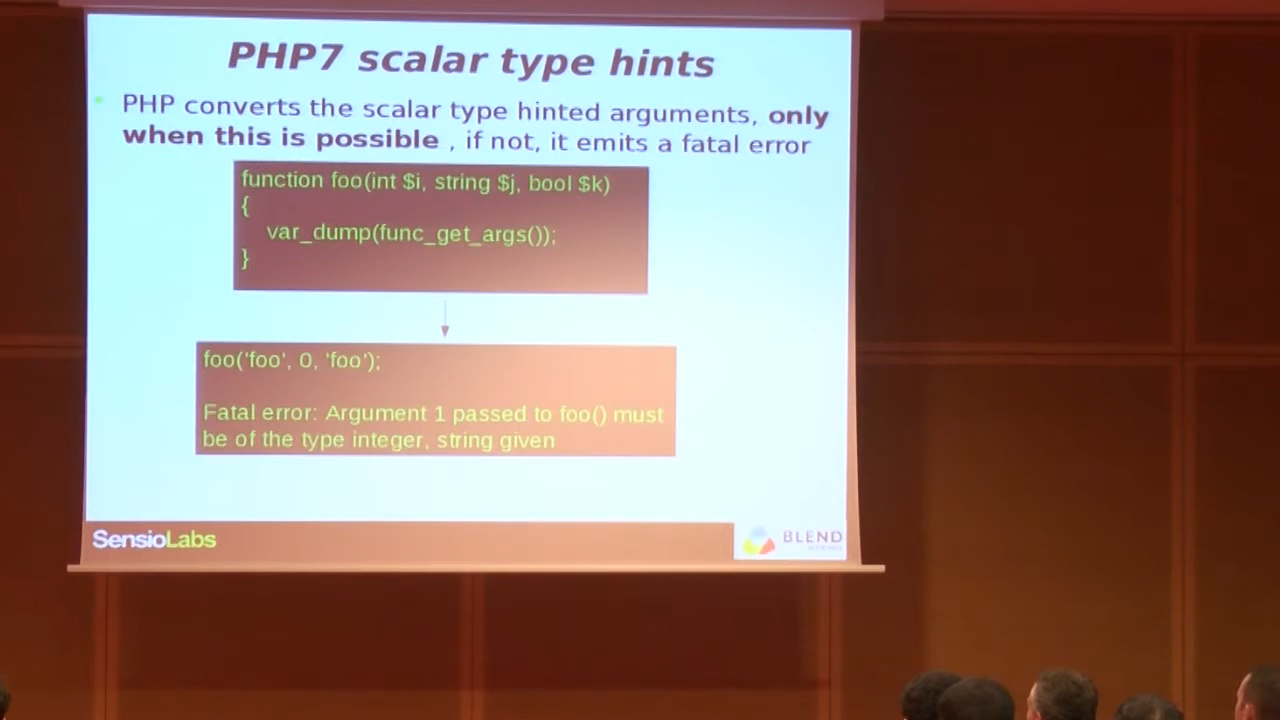 PHP7 scalar type hints
PHP converts the scalar type hinted arguments, only
when this is possible , if not, it emits a fatal error
function foo(int $i, string $j, bool $k)
{
var_dump(func_get_args());
}
foo('foo', 0, 'foo');
Fatal error: Argument 1 passed to foo() must
be of the type integer, string given
SensioLabs
BLEND